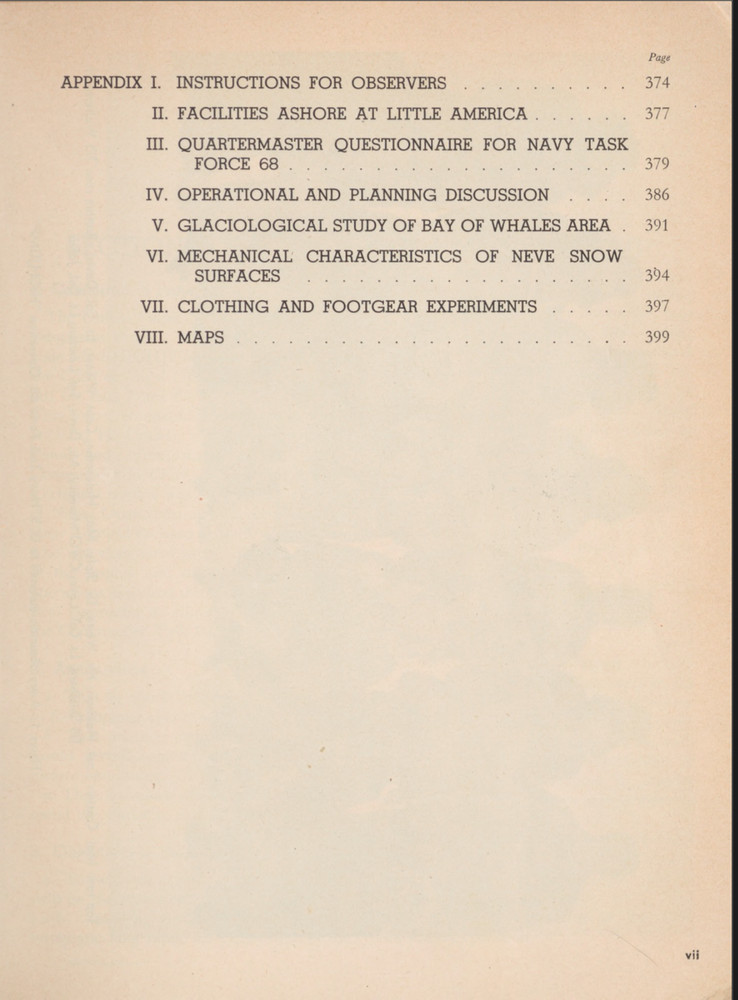 Page
APPENDIX I. INSTRUCTIONS FOR OBSERVERS . . . . . . . . . . 374
II. FACILITIES ASHORE AT LITTLE AMERICA . . . . . . 377
III. QUARTERMASTER QUESTIONNAIRE FOR NAVY TASK
FORCE 68 . . . . . . . . . . . . . . . . . . . . 379
IV. OPERATIONAL AND PLANNING DISCUSSION . . . . 386
V. GLACIOLOGICAL STUDY OF BAY OF WHALES AREA . 391
VI. MECHANICAL CHARACTERISTICS OF NEVE SNOW
SURFACES . . . . . . . . . . . . . . . . . . . 394
VII. CLOTHING AND FOOTGEAR EXPERIMENTS . . . . . 397
VIII. MAPS . . . . . . . . . . . . . . . . . . . . . . . 399
vii